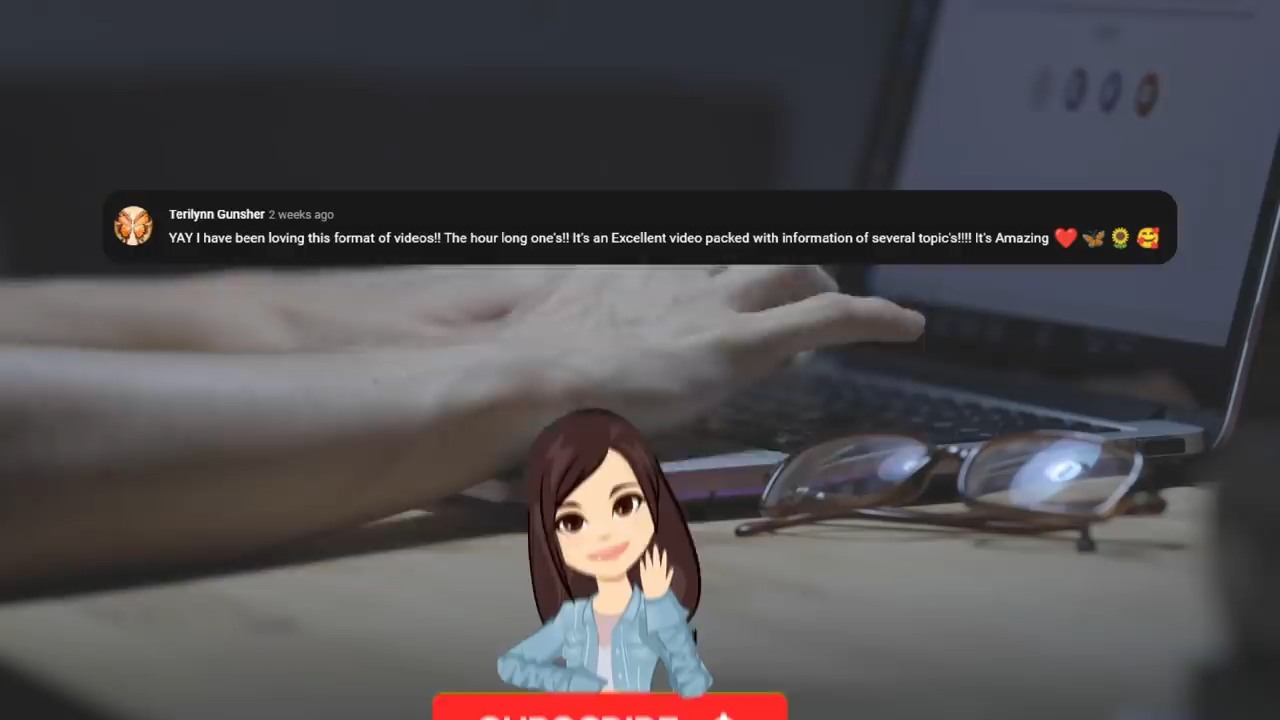 Terilynn Gunsher 2 weeks ago
YAY I have been loving this format of videos!! The hour long one's!! It's an Excellent video packed with information of several topic's!!!! It's Amazing ❤️ 🦋 🌻 🥰
SUBSCRIBE